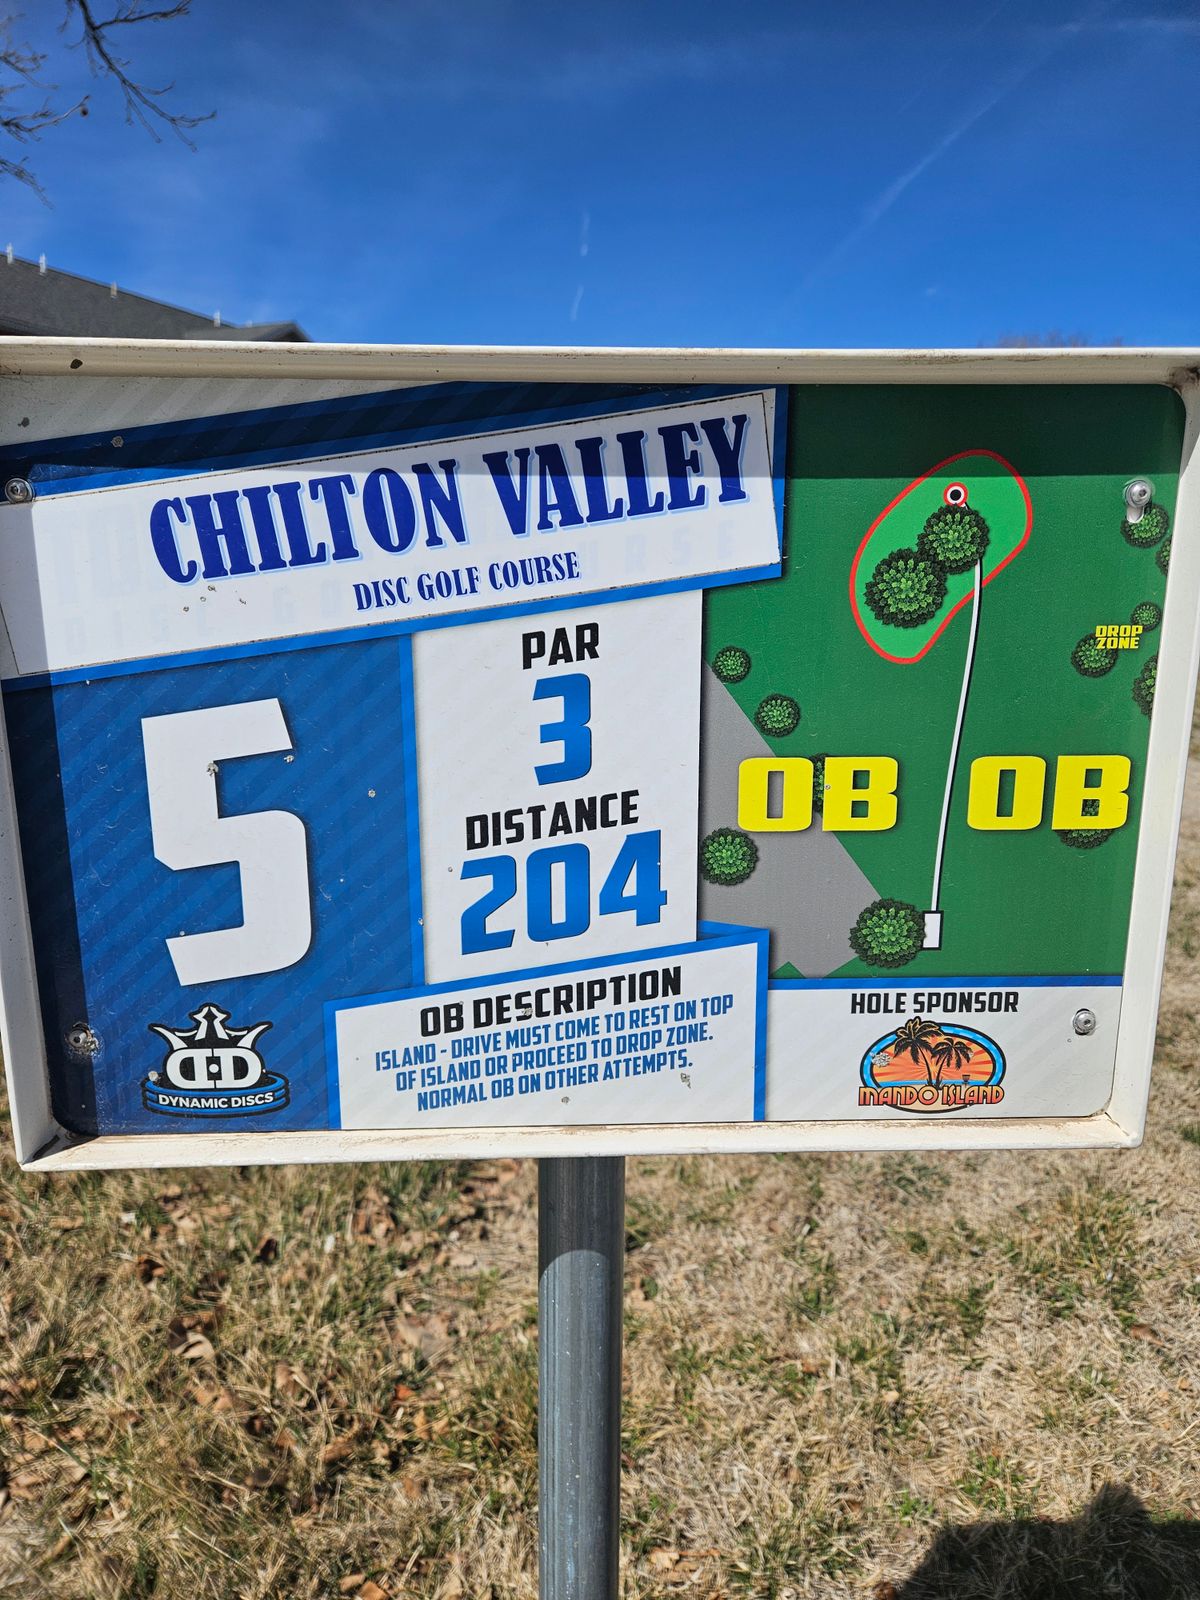 CHILTON VALLEY
DISC GOLF COURSE
5
PAR
3
DISTANCE
204
OB DESCRIPTION
ISLAND - DRIVE MUST COME TO REST ON TOP
OF ISLAND OR PROCEED TO DROP ZONE.
NORMAL OB ON OTHER ATTEMPTS.
DD
DYNAMIC DISCS
DROP
ZONE
OB OB
HOLE SPONSOR
MANDO ISLAND